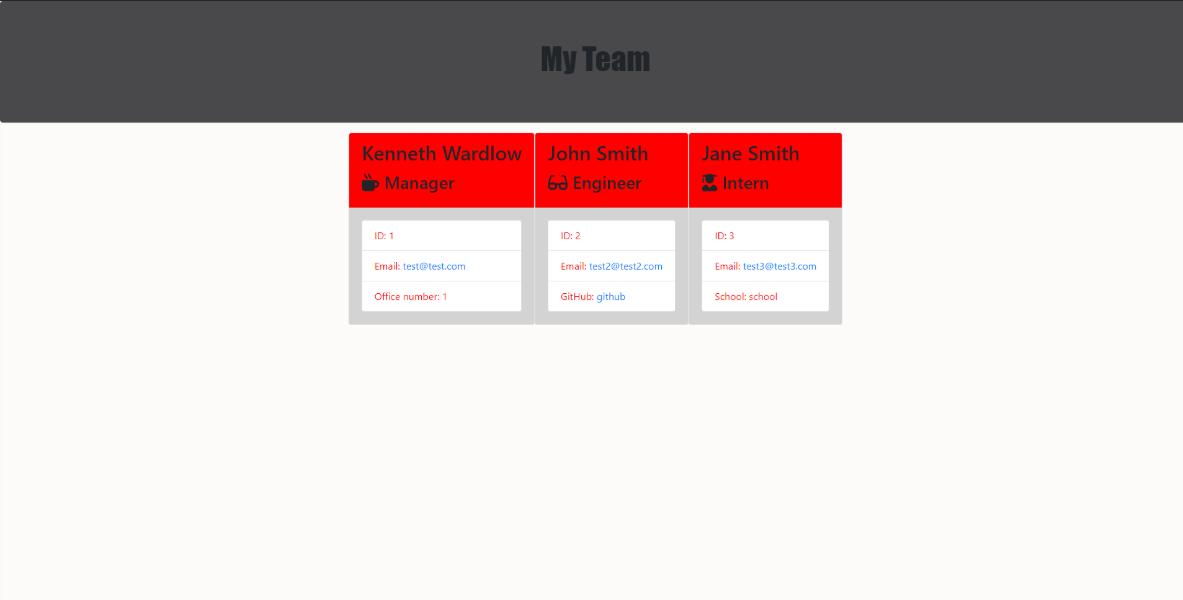 My Team
Kenneth Wardlow
Manager
ID: 1
Email: test@test.com
Office number: 1
John Smith
Engineer
ID: 2
Email: test2@test2.com
GitHub: github
Jane Smith
Intern
ID: 3
Email: test3@test3.com
School: school